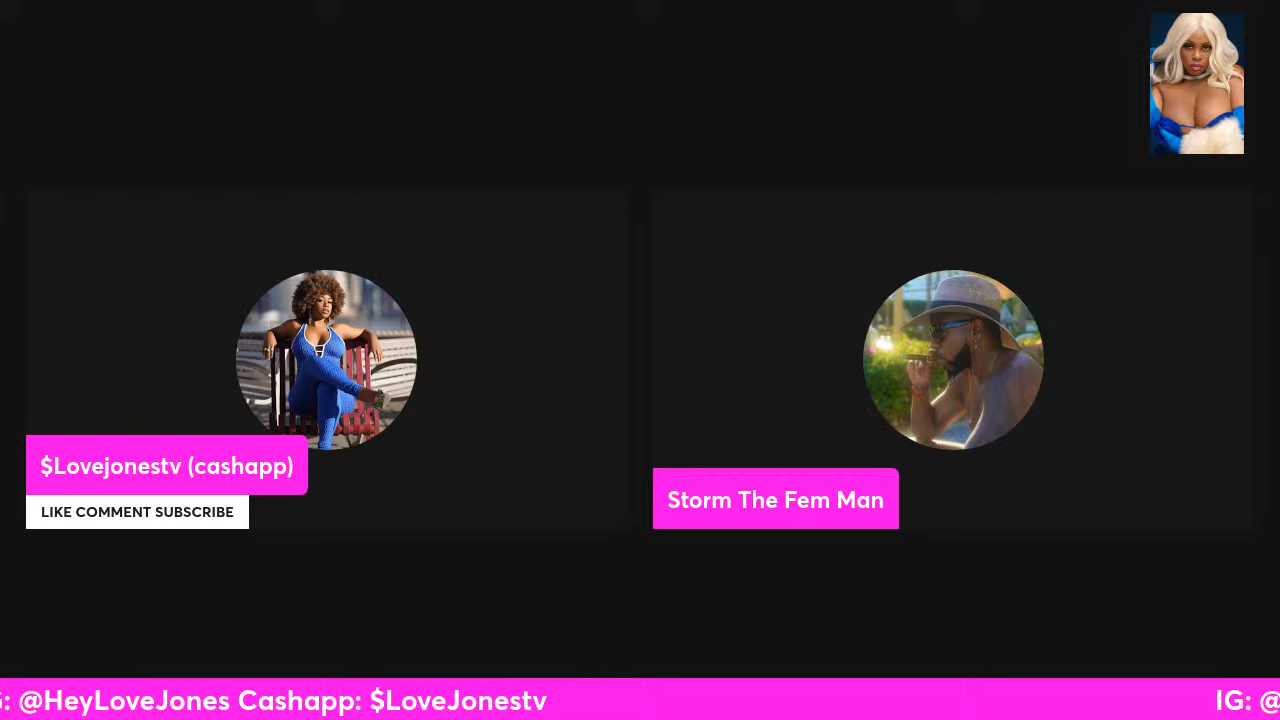 $Lovejonestv (cashapp)
LIKE COMMENT SUBSCRIBE
Storm The Fem Man
: @HeyLoveJones Cashapp: $LoveJonestv
IG: @